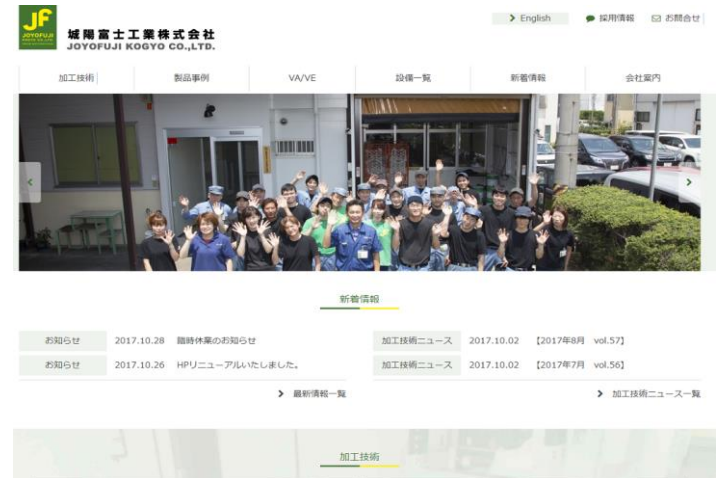 JF
JOYOFUJI
城陽富士工業株式会社
JOYOFUJI KOGYO CO.,LTD.
English 採用情報 お問合せ
加工技術 製品事例 VA/VE 設備一覧 新着情報 会社案内
新着情報
お知らせ 2017.10.28 臨時休業のお知らせ
お知らせ 2017.10.26 HPリニューアルいたしました。
最新情報一覧
加工技術ニュース 2017.10.02 【2017年8月 vol.57】
加工技術ニュース 2017.10.02 【2017年7月 vol.56】
加工技術ニュース一覧
加工技術